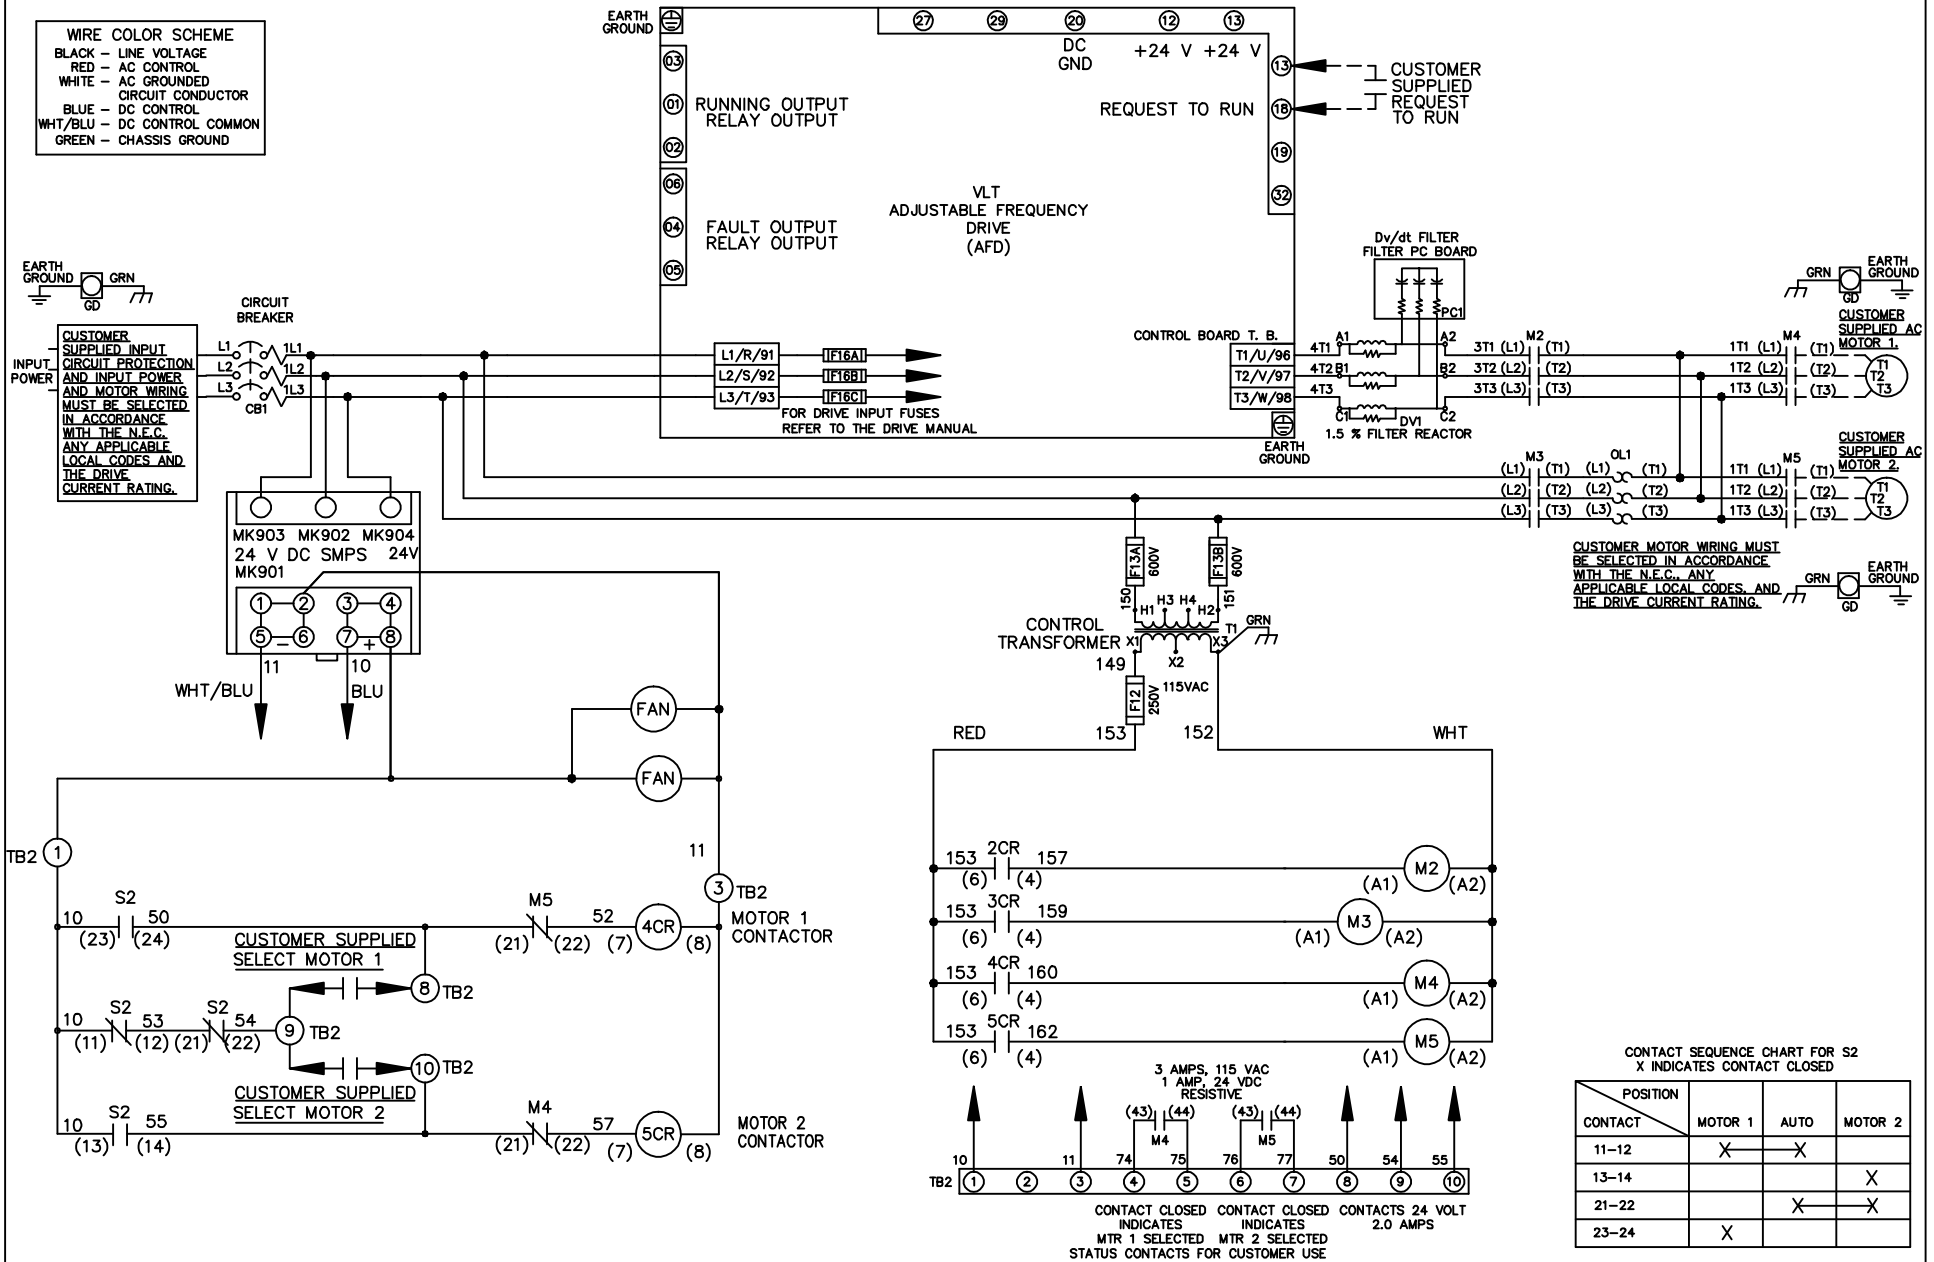 WIRE COLOR SCHEME
BLACK – LINE VOLTAGE
RED – AC CONTROL
WHITE – AC GROUNDED
CIRCUIT CONDUCTOR
BLUE – DC CONTROL
WHT/BLU – DC CONTROL COMMON
GREEN – CHASSIS GROUND
EARTH
GROUND
27 29 20 12 13
DC
GND
+24 V +24 V
03
01
02
RUNNING OUTPUT
RELAY OUTPUT
06
04
05
FAULT OUTPUT
RELAY OUTPUT
REQUEST TO RUN
13
18
19
32
CUSTOMER
SUPPLIED
REQUEST
TO RUN
VLT
ADJUSTABLE FREQUENCY
DRIVE
(AFD)
Dv/dt FILTER
FILTER PC BOARD
PC1
EARTH
GROUND
GRN
GD
CIRCUIT
BREAKER
INPUT
POWER
CUSTOMER
SUPPLIED INPUT
CIRCUIT PROTECTION
AND INPUT POWER
AND MOTOR WIRING
MUST BE SELECTED
IN ACCORDANCE
WITH THE N.E.C.
ANY APPLICABLE
LOCAL CODES AND
THE DRIVE
CURRENT RATING.
L1 1L1
L2 1L2
L3 1L3
CB1
L1/R/91 F16A
L2/S/92 F16B
L3/T/93 F16C
FOR DRIVE INPUT FUSES
REFER TO THE DRIVE MANUAL
CONTROL BOARD T. B.
T1/U/96 4T1 A1 A2
T2/V/97 4T2 B1 B2
T3/W/98 4T3 C1 C2
DV1
1.5 % FILTER REACTOR
EARTH
GROUND
M2
3T1 (L1) (T1)
3T2 (L2) (T2)
3T3 (L3) (T3)
M4
1T1 (L1) (T1)
1T2 (L2) (T2)
1T3 (L3) (T3)
GRN
GD
EARTH
GROUND
CUSTOMER
SUPPLIED AC
MOTOR 1.
T1
T2
T3
M3 OL1
(L1) (T1) (L1) (T1)
(L2) (T2) (L2) (T2)
(L3) (T3) (L3) (T3)
M5
1T1 (L1) (T1)
1T2 (L2) (T2)
1T3 (L3) (T3)
CUSTOMER
SUPPLIED AC
MOTOR 2.
T1
T2
T3
CUSTOMER MOTOR WIRING MUST
BE SELECTED IN ACCORDANCE
WITH THE N.E.C., ANY
APPLICABLE LOCAL CODES, AND
THE DRIVE CURRENT RATING.
GRN
GD
EARTH
GROUND
MK903 MK902 MK904
24 V DC SMPS 24V
MK901
1 2 3 4
5 – 6 7 + 8
11 10
WHT/BLU BLU
FAN
FAN
F13A 600V
F13B 600V
150 151
H1 H3 H4 H2
CONTROL
TRANSFORMER
T1
GRN
X1 X2 X3
149
F12 250V
115VAC
153 152
RED WHT
TB2 1
11
3 TB2
S2
10 50
(23) (24)
M5
(21) (22)
52
(7) 4CR (8)
MOTOR 1
CONTACTOR
CUSTOMER SUPPLIED
SELECT MOTOR 1
8 TB2
S2 S2
10 53 54
(11) (12) (21) (22)
9 TB2
10 TB2
CUSTOMER SUPPLIED
SELECT MOTOR 2
S2
10 55
(13) (14)
M4
(21) (22)
57
(7) 5CR (8)
MOTOR 2
CONTACTOR
153 2CR 157
(6) (4)
(A1) M2 (A2)
153 3CR 159
(6) (4)
(A1) M3 (A2)
153 4CR 160
(6) (4)
(A1) M4 (A2)
153 5CR 162
(6) (4)
(A1) M5 (A2)
3 AMPS, 115 VAC
1 AMP, 24 VDC
RESISTIVE
(43) (44) (43) (44)
M4 M5
10 11 74 75 76 77 50 54 55
TB2 1 2 3 4 5 6 7 8 9 10
CONTACT CLOSED
INDICATES
MTR 1 SELECTED
CONTACT CLOSED
INDICATES
MTR 2 SELECTED
STATUS CONTACTS FOR CUSTOMER USE
CONTACTS 24 VOLT
2.0 AMPS
CONTACT SEQUENCE CHART FOR S2
X INDICATES CONTACT CLOSED
POSITION
CONTACT MOTOR 1 AUTO MOTOR 2
11–12 X X
13–14 X
21–22 X X
23–24 X